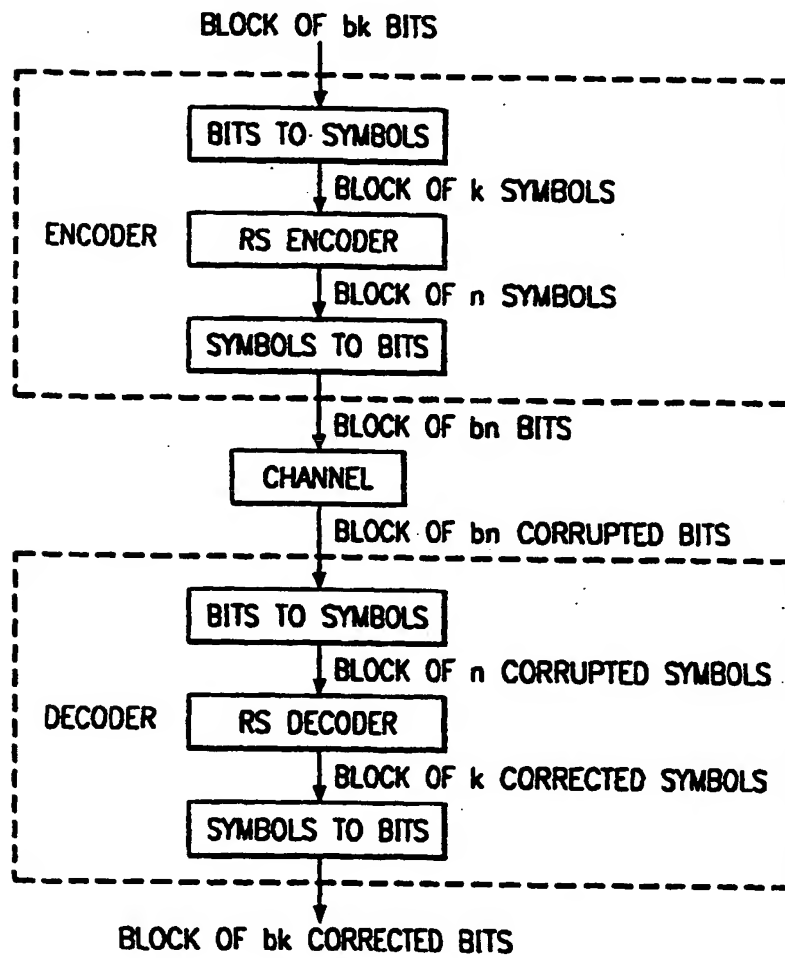 BLOCK OF bk BITS
BITS TO SYMBOLS
BLOCK OF k SYMBOLS
ENCODER
RS ENCODER
BLOCK OF n SYMBOLS
SYMBOLS TO BITS
BLOCK OF bn BITS
CHANNEL
BLOCK OF bn CORRUPTED BITS
BITS TO SYMBOLS
BLOCK OF n CORRUPTED SYMBOLS
DECODER
RS DECODER
BLOCK OF k CORRECTED SYMBOLS
SYMBOLS TO BITS
BLOCK OF bk CORRECTED BITS